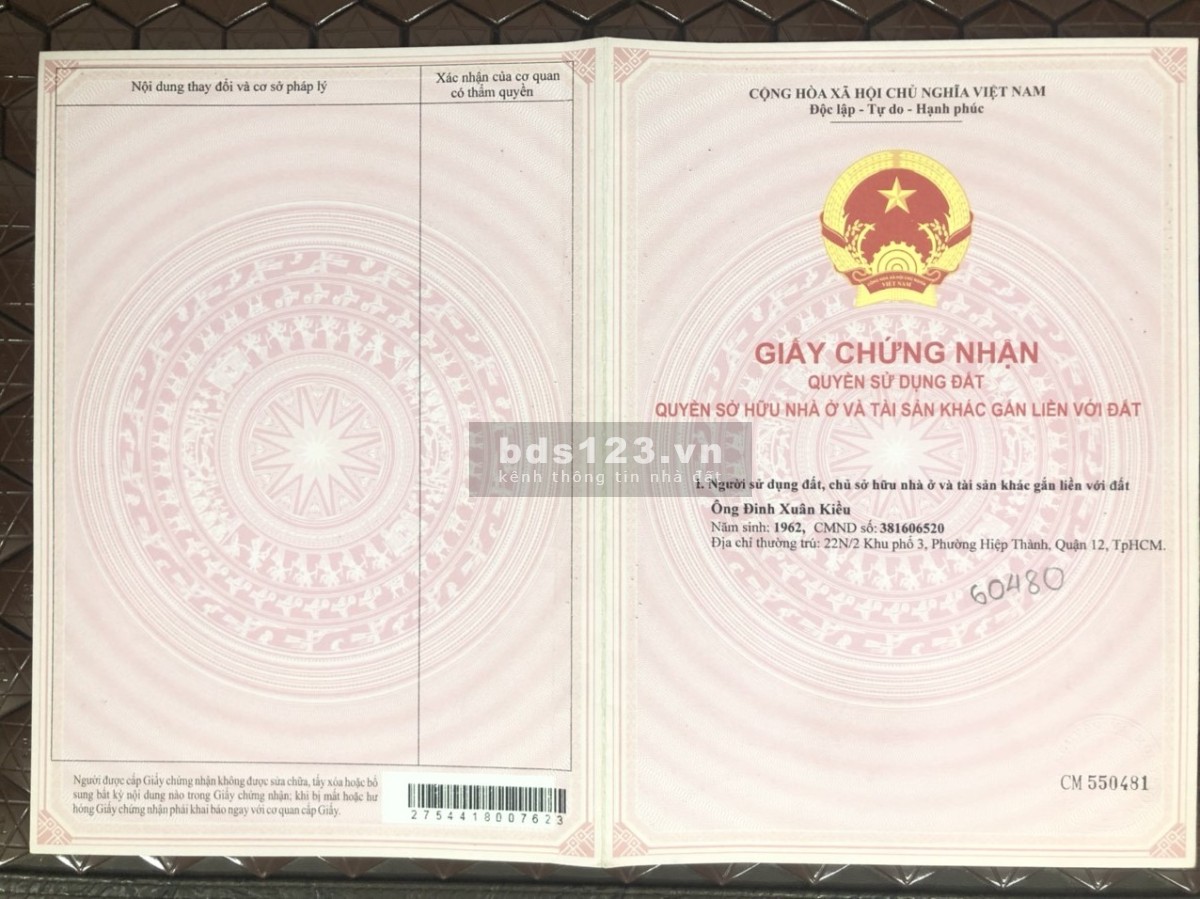 Nội dung thay đổi và cơ sở pháp lý
Xác nhận của cơ quan
có thẩm quyền
Người được cấp Giấy chứng nhận không được sửa chữa, tẩy xóa hoặc bổ
sung bất kỳ nội dung nào trong Giấy chứng nhận; khi bị mất hoặc hư
hỏng Giấy chứng nhận phải khai báo ngay với cơ quan cấp Giấy.
2754418007623
CỘNG HÒA XÃ HỘI CHỦ NGHĨA VIỆT NAM
Độc lập - Tự do - Hạnh phúc
VIỆT NAM
GIẤY CHỨNG NHẬN
QUYỀN SỬ DỤNG ĐẤT
QUYỀN SỞ HỮU NHÀ Ở VÀ TÀI SẢN KHÁC GẮN LIỀN VỚI ĐẤT
bds123.vn
kênh thông tin nhà đất
I. Người sử dụng đất, chủ sở hữu nhà ở và tài sản khác gắn liền với đất
Ông Đinh Xuân Kiều
Năm sinh: 1962, CMND số: 381606520
Địa chỉ thường trú: 22N/2 Khu phố 3, Phường Hiệp Thành, Quận 12, TpHCM.
60480
CM 550481